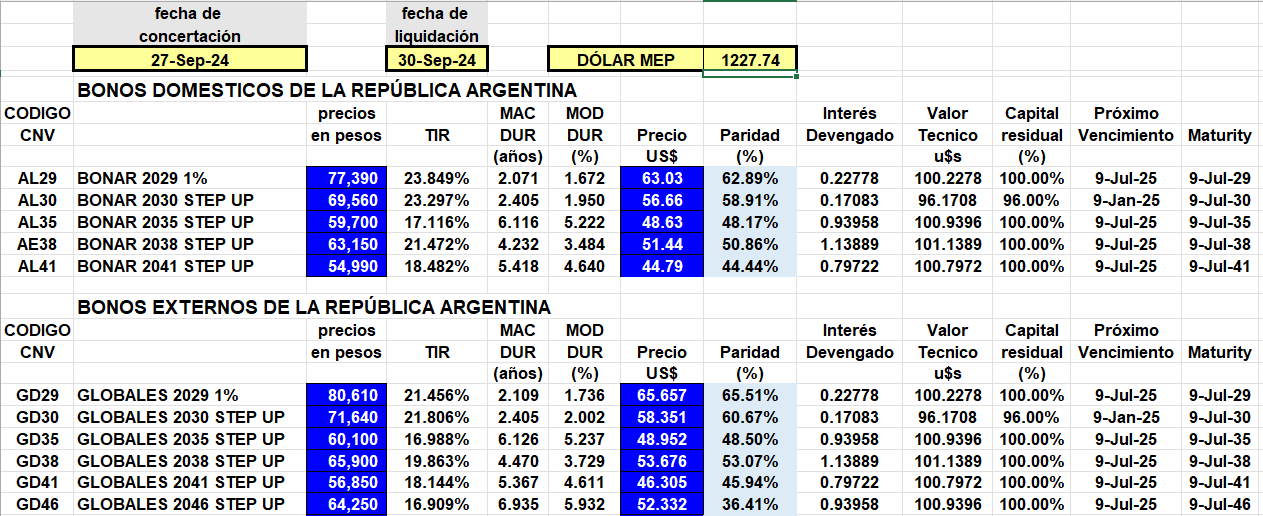 fecha de fecha de
concertación liquidación
27-Sep-24 30-Sep-24 DÓLAR MEP 1227.74
BONOS DOMESTICOS DE LA REPÚBLICA ARGENTINA
CODIGO precios MAC MOD Interés Valor Capital Próximo
CNV en pesos TIR DUR DUR Precio Paridad Devengado Tecnico residual Vencimiento Maturity
(años) (%) US$ (%) u$s (%)
AL29 BONAR 2029 1% 77,390 23.849% 2.071 1.672 63.03 62.89% 0.22778 100.2278 100.00% 9-Jul-25 9-Jul-29
AL30 BONAR 2030 STEP UP 69,560 23.297% 2.405 1.950 56.66 58.91% 0.17083 96.1708 96.00% 9-Jan-25 9-Jul-30
AL35 BONAR 2035 STEP UP 59,700 17.116% 6.116 5.222 48.63 48.17% 0.93958 100.9396 100.00% 9-Jul-25 9-Jul-35
AE38 BONAR 2038 STEP UP 63,150 21.472% 4.232 3.484 51.44 50.86% 1.13889 101.1389 100.00% 9-Jul-25 9-Jul-38
AL41 BONAR 2041 STEP UP 54,990 18.482% 5.418 4.640 44.79 44.44% 0.79722 100.7972 100.00% 9-Jul-25 9-Jul-41
BONOS EXTERNOS DE LA REPÚBLICA ARGENTINA
CODIGO precios MAC MOD Interés Valor Capital Próximo
CNV en pesos TIR DUR DUR Precio Paridad Devengado Tecnico residual Vencimiento Maturity
(años) (%) US$ (%) u$s (%)
GD29 GLOBALES 2029 1% 80,610 21.456% 2.109 1.736 65.657 65.51% 0.22778 100.2278 100.00% 9-Jul-25 9-Jul-29
GD30 GLOBALES 2030 STEP UP 71,640 21.806% 2.405 2.002 58.351 60.67% 0.17083 96.1708 96.00% 9-Jan-25 9-Jul-30
GD35 GLOBALES 2035 STEP UP 60,100 16.988% 6.126 5.237 48.952 48.50% 0.93958 100.9396 100.00% 9-Jul-25 9-Jul-35
GD38 GLOBALES 2038 STEP UP 65,900 19.863% 4.470 3.729 53.676 53.07% 1.13889 101.1389 100.00% 9-Jul-25 9-Jul-38
GD41 GLOBALES 2041 STEP UP 56,850 18.144% 5.367 4.611 46.305 45.94% 0.79722 100.7972 100.00% 9-Jul-25 9-Jul-41
GD46 GLOBALES 2046 STEP UP 64,250 16.909% 6.935 5.932 52.332 36.41% 0.93958 100.9396 100.00% 9-Jul-25 9-Jul-46